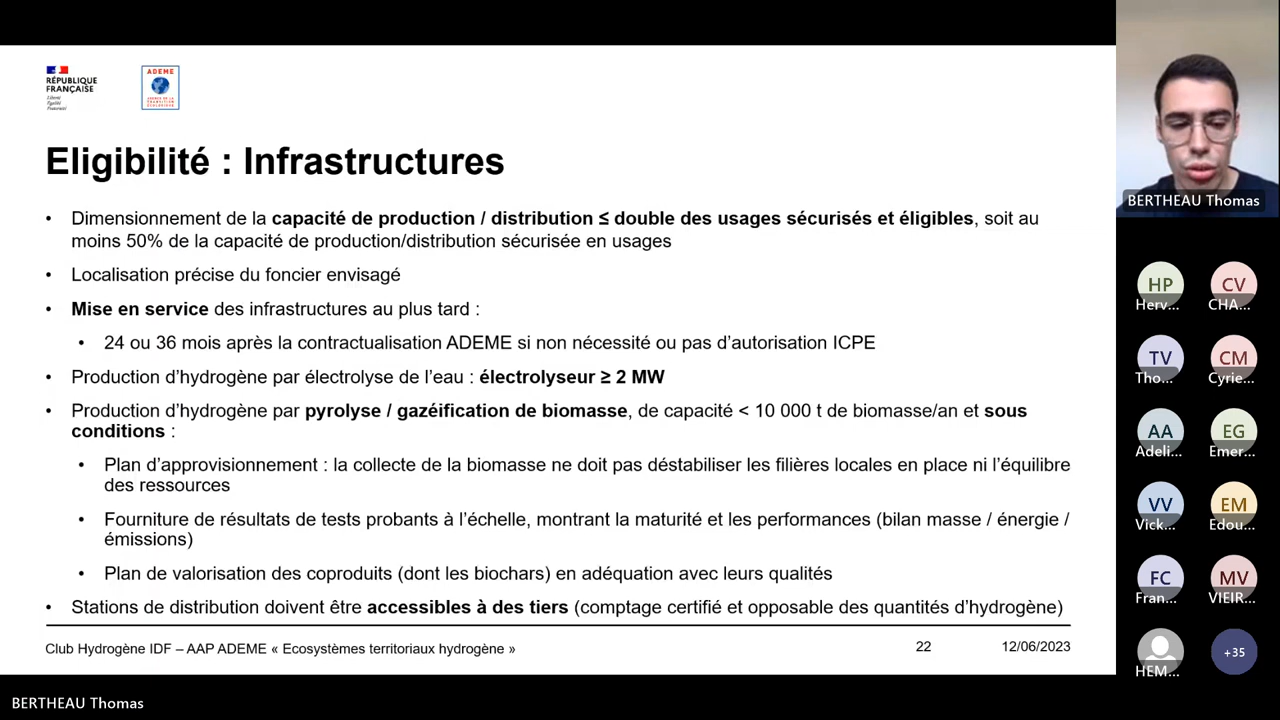 RÉPUBLIQUE
FRANÇAISE
Liberté
Égalité
Fraternité
ADEME
Eligibilité : Infrastructures
• Dimensionnement de la capacité de production / distribution ≤ double des usages sécurisés et éligibles, soit au
moins 50% de la capacité de production/distribution sécurisée en usages
• Localisation précise du foncier envisagé
• Mise en service des infrastructures au plus tard :
• 24 ou 36 mois après la contractualisation ADEME si non nécessité ou pas d'autorisation ICPE
• Production d'hydrogène par électrolyse de l'eau : électrolyseur ≥ 2 MW
• Production d'hydrogène par pyrolyse / gazéification de biomasse, de capacité < 10 000 t de biomasse/an et sous
conditions :
• Plan d'approvisionnement : la collecte de la biomasse ne doit pas déstabiliser les filières locales en place ni l'équilibre
des ressources
• Fourniture de résultats de tests probants à l'échelle, montrant la maturité et les performances (bilan masse / énergie /
émissions)
• Plan de valorisation des coproduits (dont les biochars) en adéquation avec leurs qualités
• Stations de distribution doivent être accessibles à des tiers (comptage certifié et opposable des quantités d'hydrogène)
Club Hydrogène IDF – AAP ADEME « Ecosystèmes territoriaux hydrogène »
22
12/06/2023
BERTHEAU Thomas
HP
CV
Herv...
CHA...
TV
CM
Tho...
Cyrie...
AA
EG
Adeli...
Emer...
VV
EM
Vick...
Edou...
FC
MV
Fran...
VIEIR...
+35
HEM...
BERTHEAU Thomas